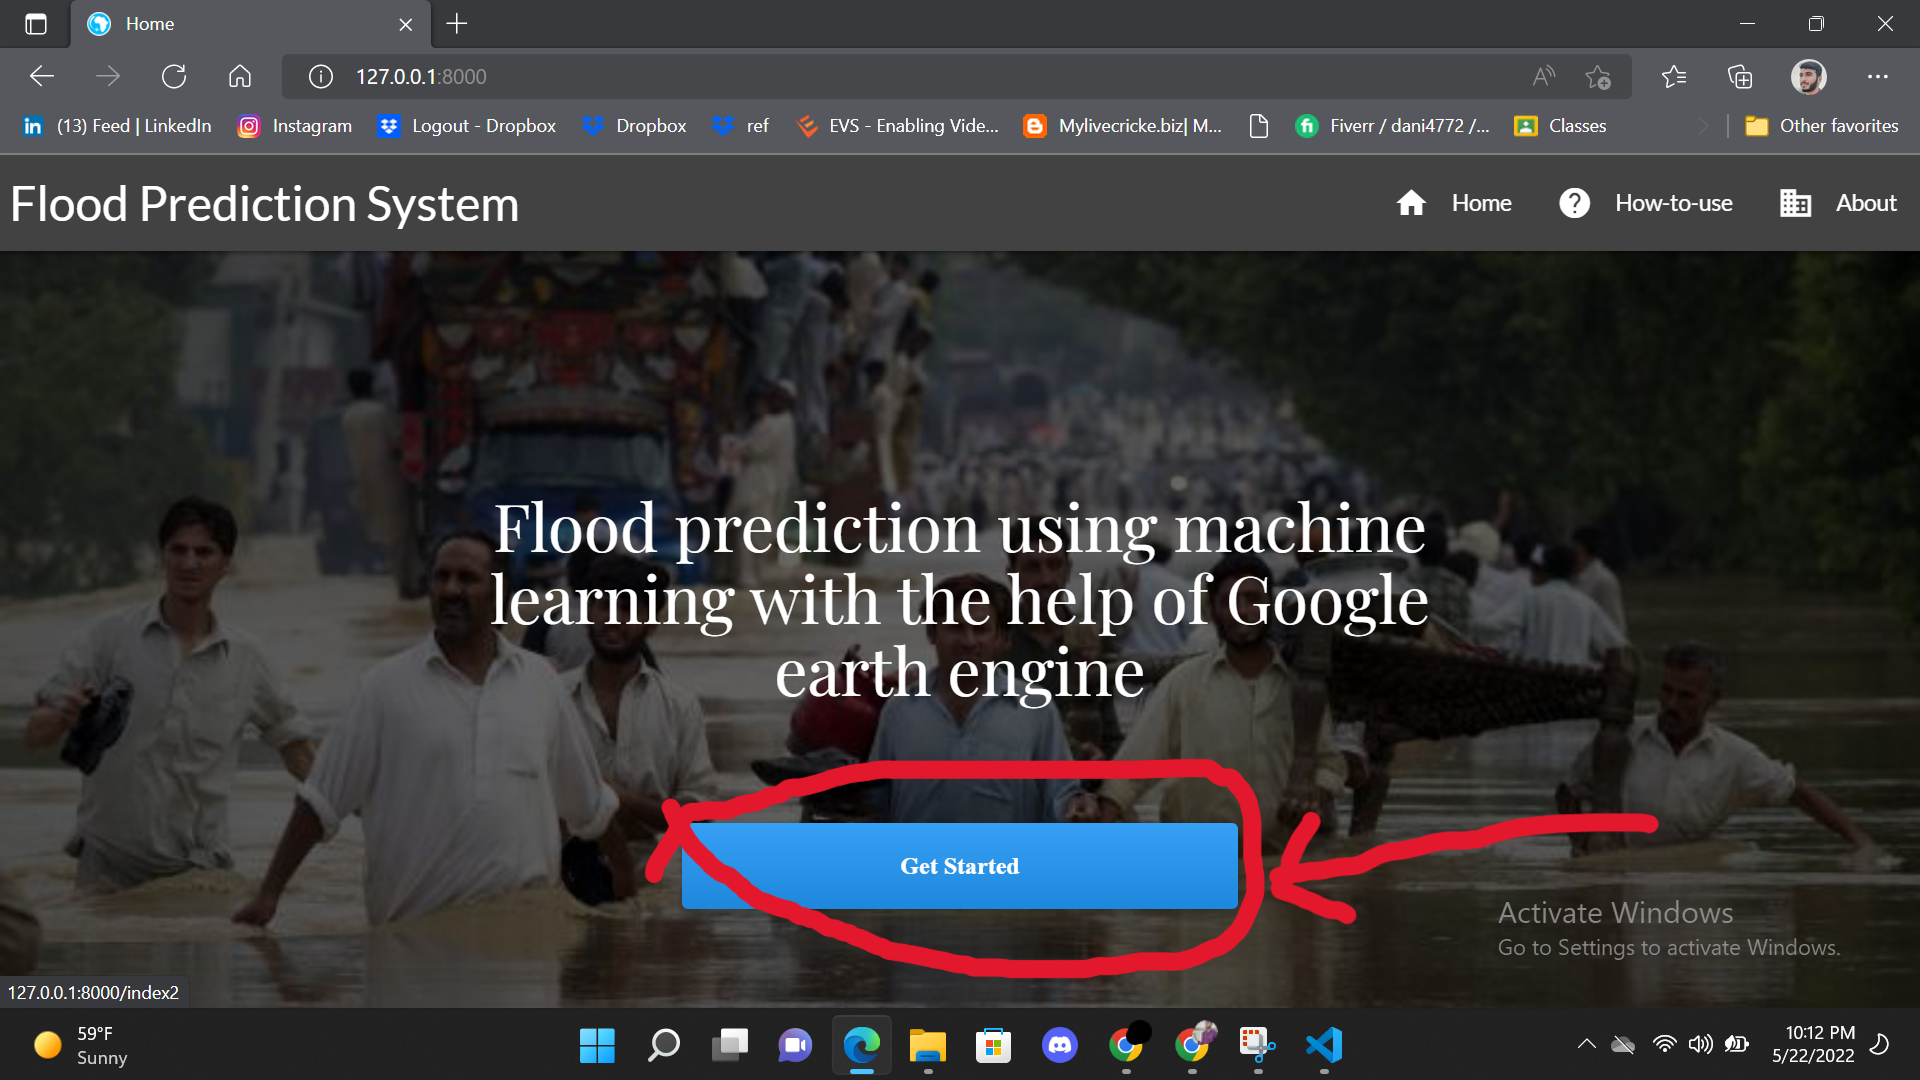 Home
127.0.0.1:8000
(13) Feed | LinkedIn
Instagram
Logout - Dropbox
Dropbox
ref
EVS - Enabling Vide...
Mylivecricke.biz| M...
Fiverr / dani4772 /...
Classes
Other favorites
Flood Prediction System
Home
How-to-use
About
Flood prediction using machine
learning with the help of Google
earth engine
Get Started
Activate Windows
Go to Settings to activate Windows.
127.0.0.1:8000/index2
59°F
Sunny
10:12 PM
5/22/2022